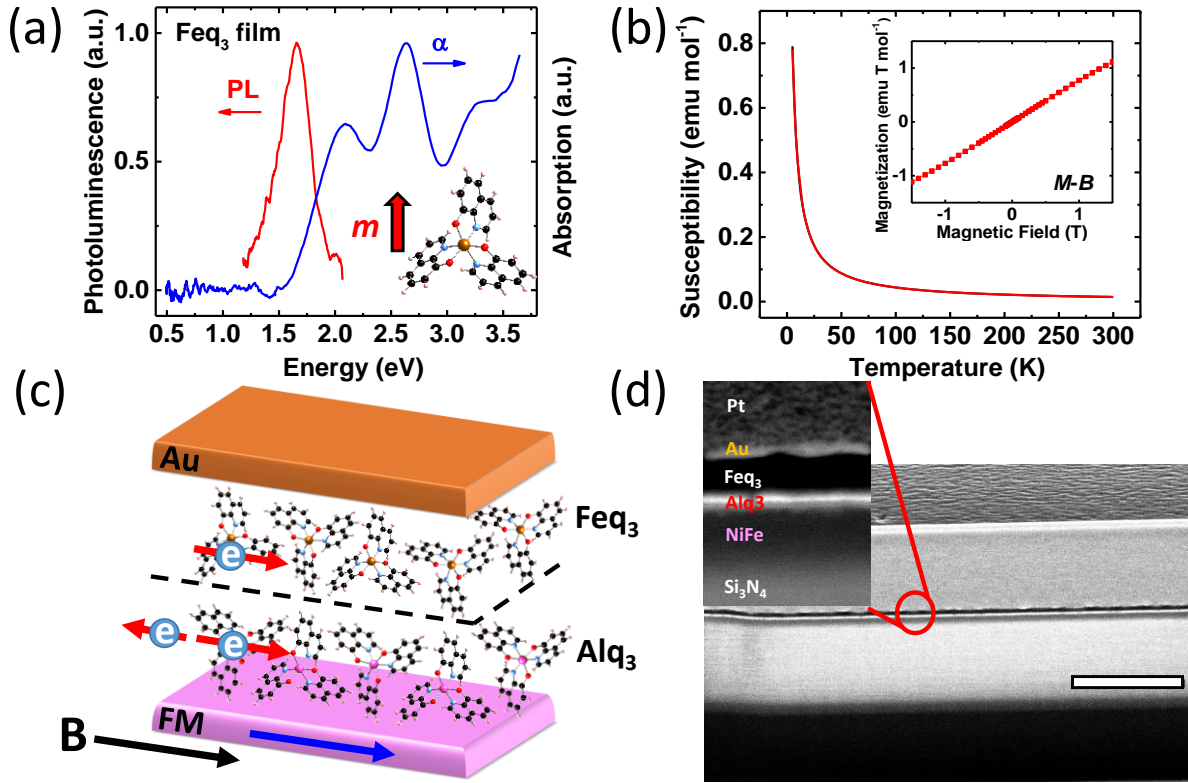 (a)
Feq3 film
PL
α
m
Photoluminescence (a.u.)
Absorption (a.u.)
1.0
0.5
0.0
0.5 1.0 1.5 2.0 2.5 3.0 3.5
Energy (eV)
(b)
Susceptibility (emu mol-1)
0.8
0.6
0.4
0.2
0.0
0 50 100 150 200 250 300
Temperature (K)
Magnetization (emu T mol-1)
1
0
-1
-1 0 1
Magnetic Field (T)
M-B
(c)
Au
Feq3
e
e e
Alq3
FM
B
(d)
Pt
Au
Feq3
Alq3
NiFe
Si3N4